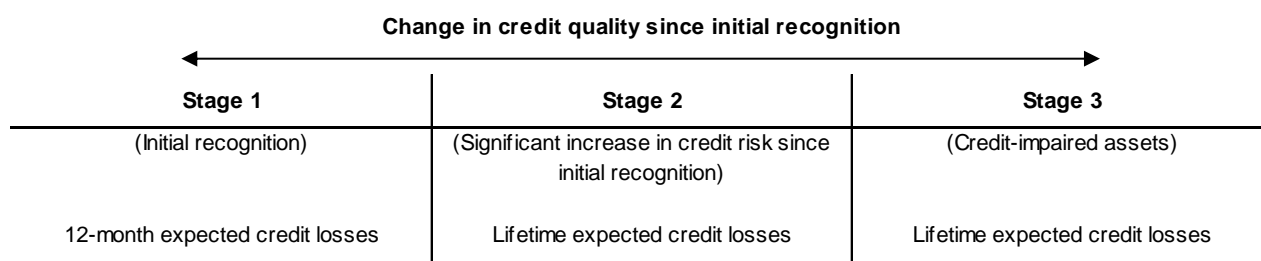 Change in credit quality since initial recognition
Stage 1 Stage 2 Stage 3
(Initial recognition) (Significant increase in credit risk since (Credit-impaired assets)
initial recognition)
12-month expected credit losses Lifetime expected credit losses Lifetime expected credit losses